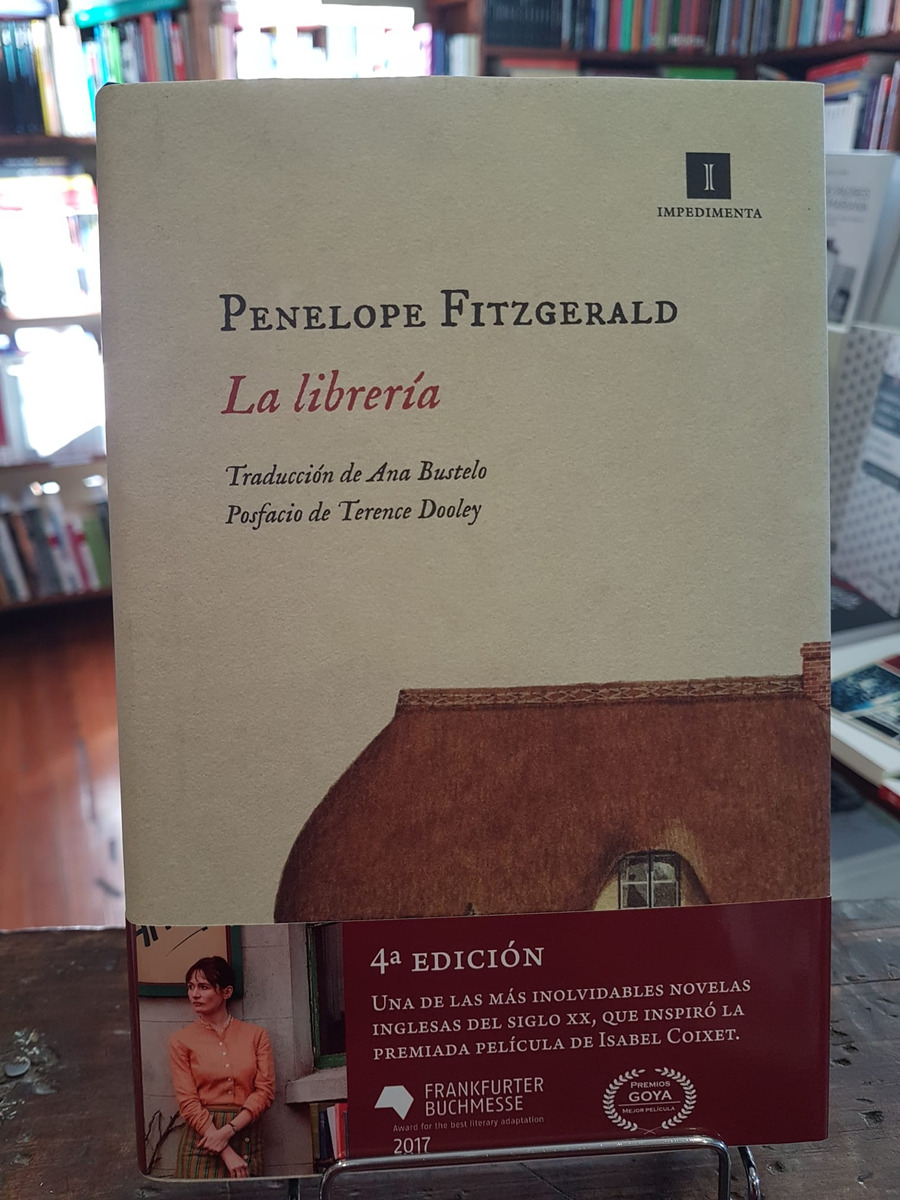 I
IMPEDIMENTA
PENELOPE FITZGERALD
La librería
Traducción de Ana Bustelo
Posfacio de Terence Dooley
4ª EDICIÓN
UNA DE LAS MÁS INOLVIDABLES NOVELAS
INGLESAS DEL SIGLO XX, QUE INSPIRÓ LA
PREMIADA PELÍCULA DE ISABEL COIXET.
FRANKFURTER
BUCHMESSE
Award for the best literary adaptation
2017
PREMIOS
GOYA
MEJOR PELÍCULA